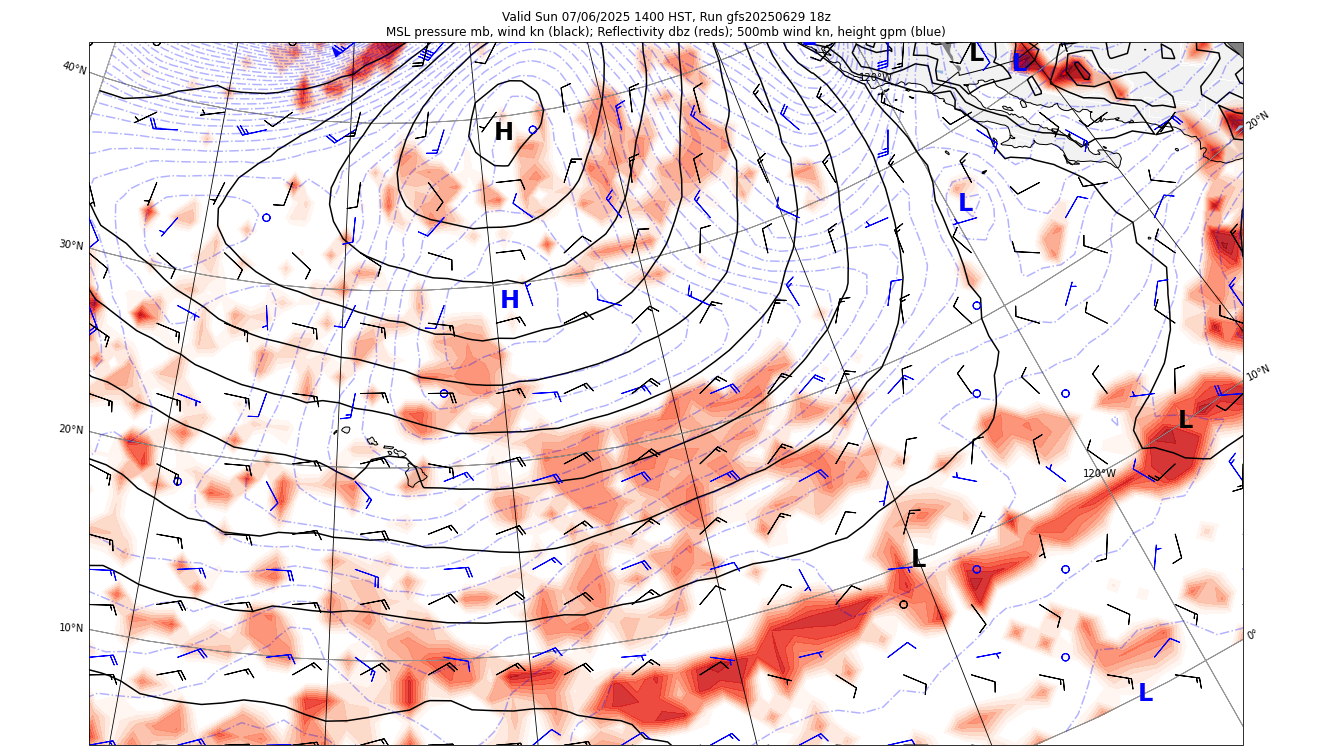 Valid Sun 07/06/2025 1400 HST, Run gfs20250629 18z
MSL pressure mb, wind kn (black); Reflectivity dbz (reds); 500mb wind kn, height gpm (blue)
L
L
40°N
120°W
20°N
H
L
30°N
H
10°N
L
20°N
120°W
L
10°N
0°
L